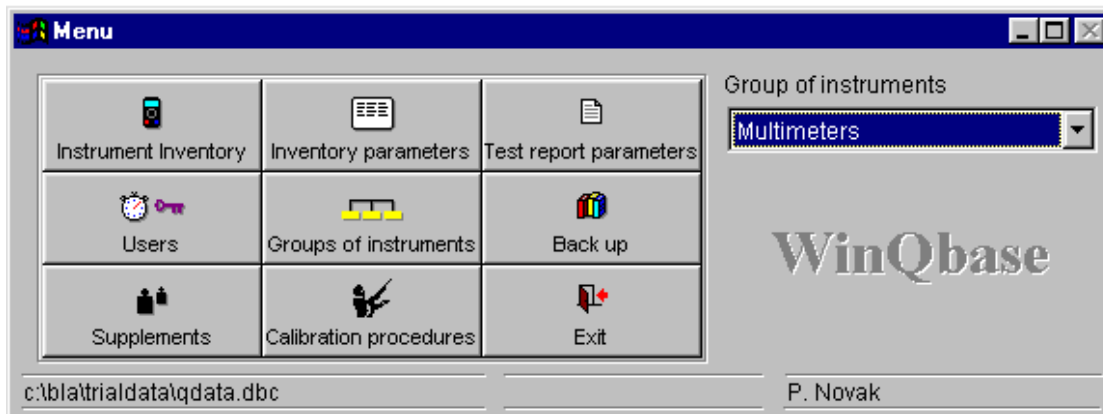 Menu
Group of instruments
Multimeters
Instrument Inventory
Inventory parameters
Test report parameters
Users
Groups of instruments
Back up
WinQbase
Supplements
Calibration procedures
Exit
c:\bla\trialdata\qdata.dbc
P. Novak